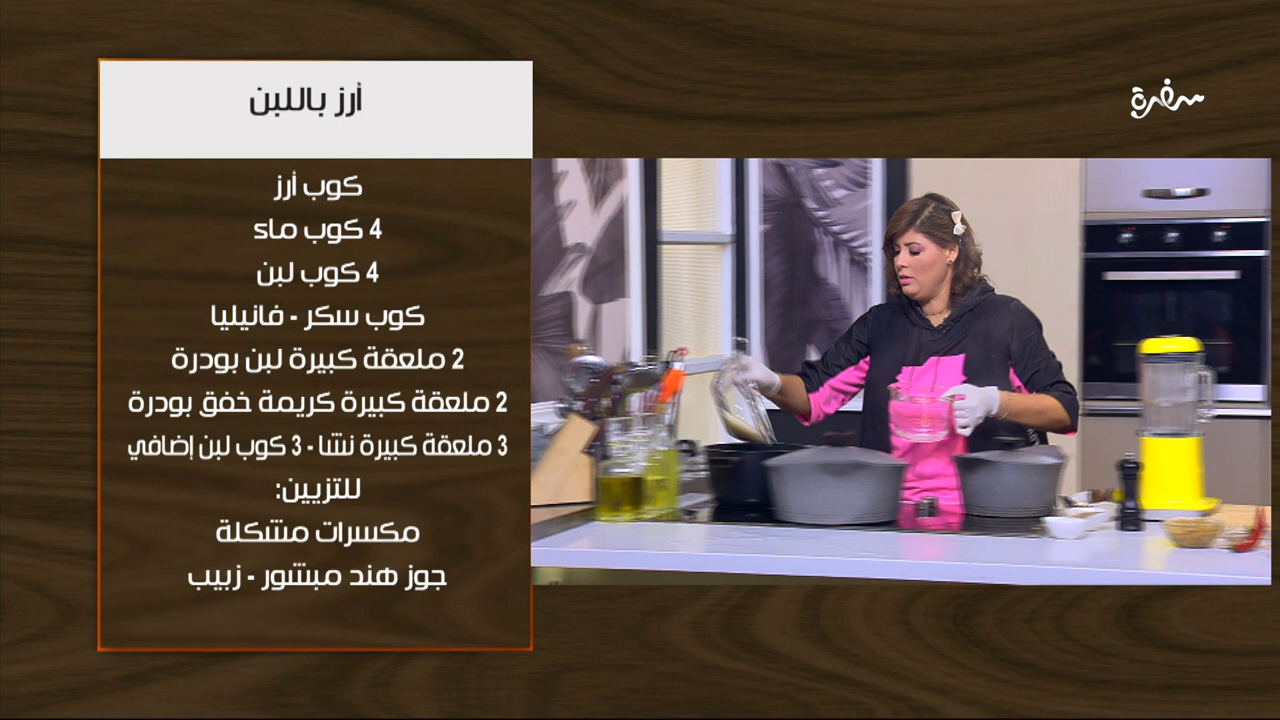 سفرة
أرز باللبن
كوب أرز
4 كوب ماء
4 كوب لبن
كوب سكر - فانيليا
2 ملعقة كبيرة لبن بودرة
2 ملعقة كبيرة كريمة خفق بودرة
3 ملعقة كبيرة نشا - 3 كوب لبن إضافي
للتزيين:
مكسرات مشكلة
جوز هند مبشور - زبيب